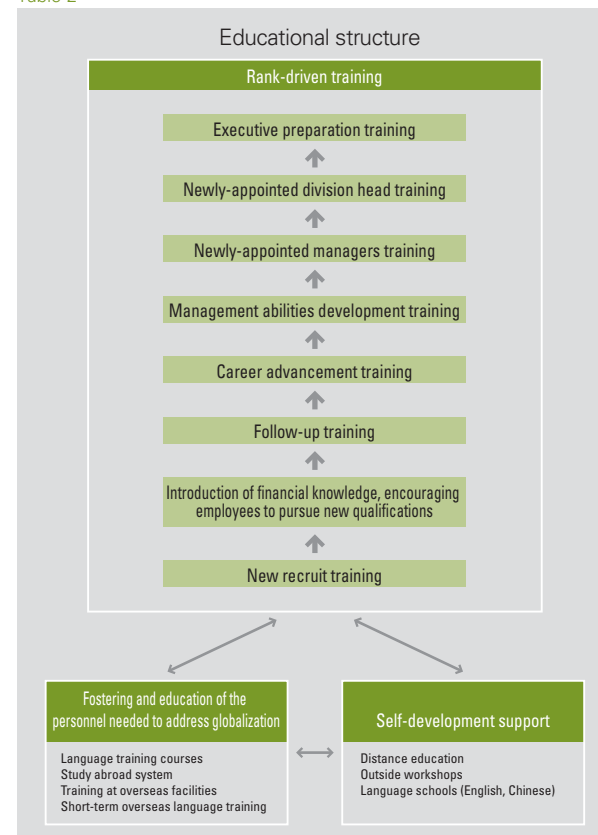 Table 2
Educational structure
Rank-driven training
Executive preparation training
Newly-appointed division head training
Newly-appointed managers training
Management abilities development training
Career advancement training
Follow-up training
Introduction of financial knowledge, encouraging
employees to pursue new qualifications
New recruit training
Fostering and education of the
personnel needed to address globalization
Language training courses
Study abroad system
Training at overseas facilities
Short-term overseas language training
Self-development support
Distance education
Outside workshops
Language schools (English, Chinese)